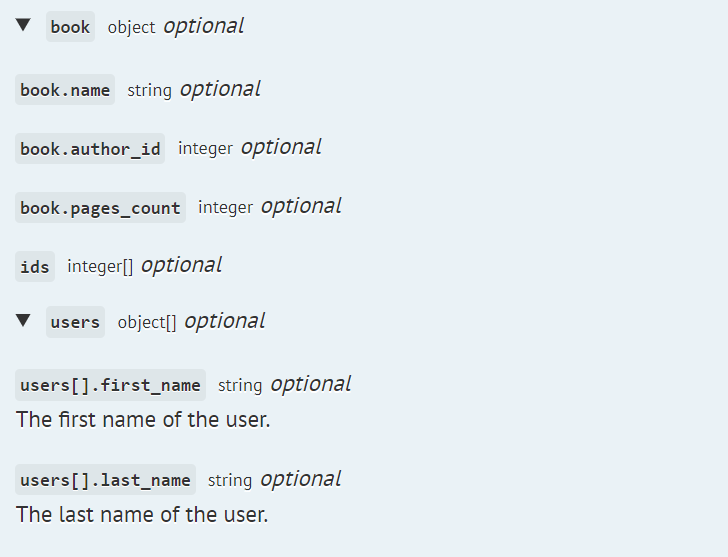 book object optional
book.name string optional
book.author_id integer optional
book.pages_count integer optional
ids integer[] optional
users object[] optional
users[].first_name string optional
The first name of the user.
users[].last_name string optional
The last name of the user.